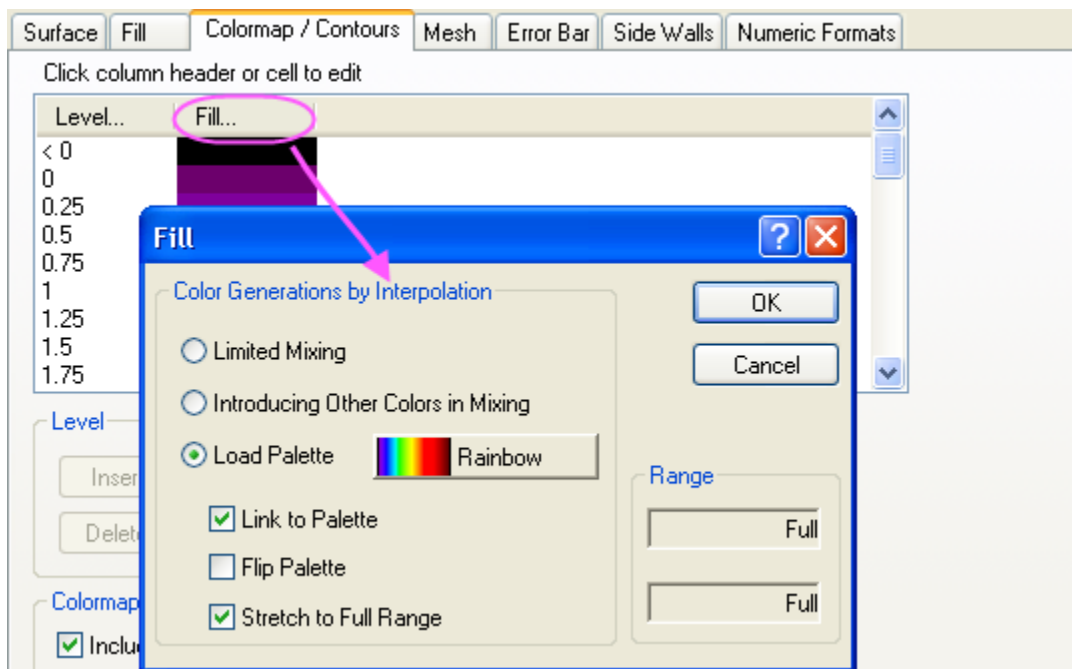 Surface Fill Colormap / Contours Mesh Error Bar Side Walls Numeric Formats
Click column header or cell to edit
Level... Fill...
< 0
0
0.25
0.5
0.75
1
1.25
1.5
1.75
Level
Inser
Delet
Colormap
Inclu
Fill
Color Generations by Interpolation
Limited Mixing
Introducing Other Colors in Mixing
Load Palette Rainbow
Link to Palette
Flip Palette
Stretch to Full Range
OK
Cancel
Range
Full
Full